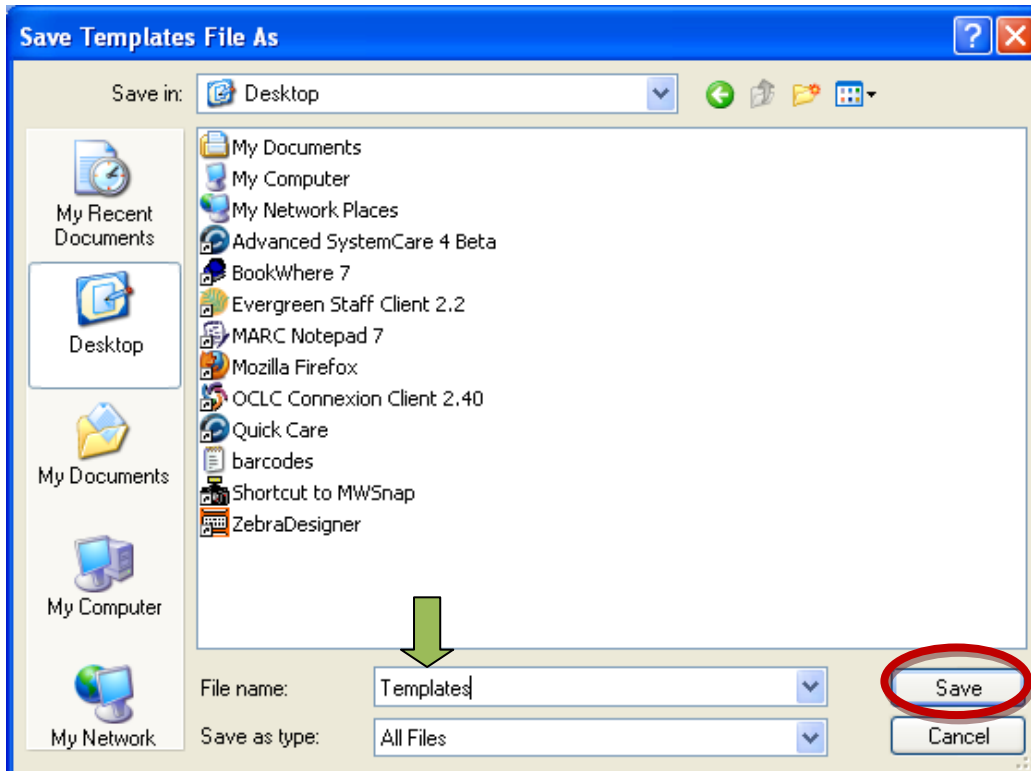 Save Templates File As
Save in: Desktop
My Recent
Documents
Desktop
My Documents
My Computer
My Network
My Documents
My Computer
My Network Places
Advanced SystemCare 4 Beta
BookWhere 7
Evergreen Staff Client 2.2
MARC Notepad 7
Mozilla Firefox
OCLC Connexion Client 2.40
Quick Care
barcodes
Shortcut to MWSnap
ZebraDesigner
File name: Templates Save
Save as type: All Files Cancel